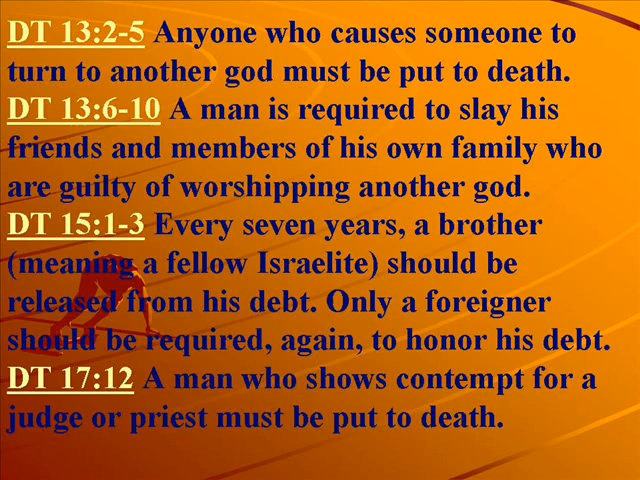 DT 13:2-5 Anyone who causes someone to
turn to another god must be put to death.
DT 13:6-10 A man is required to slay his
friends and members of his own family who
are guilty of worshipping another god.
DT 15:1-3 Every seven years, a brother
(meaning a fellow Israelite) should be
released from his debt. Only a foreigner
should be required, again, to honor his debt.
DT 17:12 A man who shows contempt for a
judge or priest must be put to death.